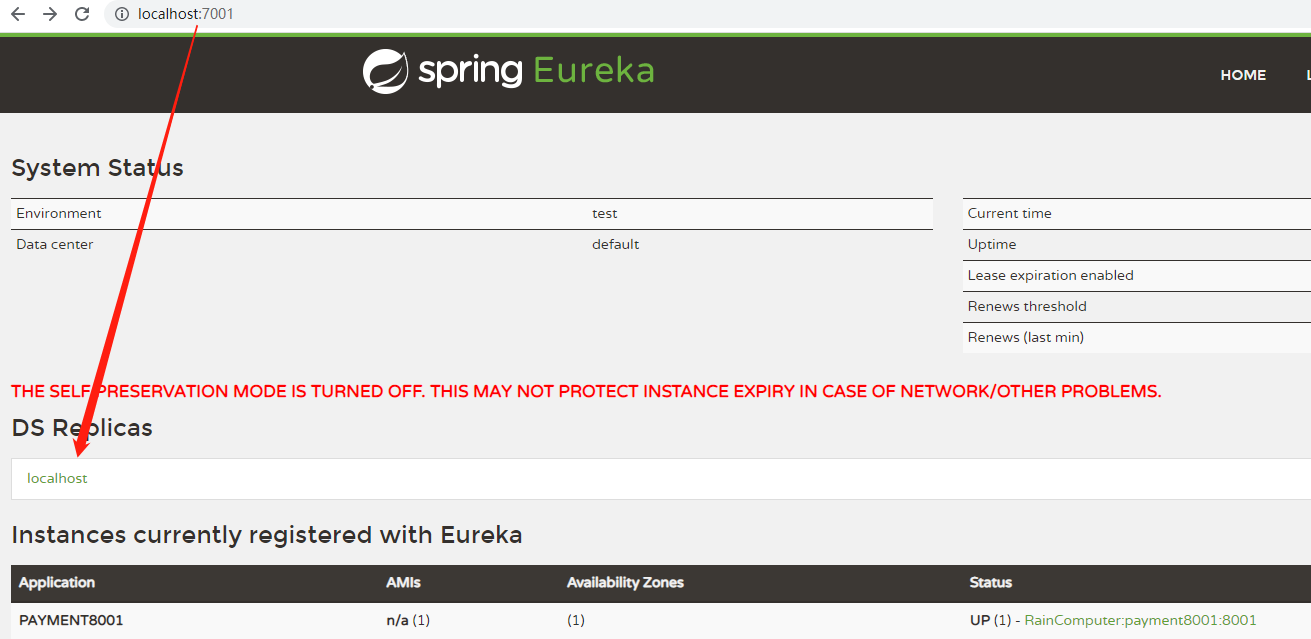 localhost:7001
spring Eureka
HOME
L
System Status
Environment test
Data center default
Current time
Uptime
Lease expiration enabled
Renews threshold
Renews (last min)
THE SELF PRESERVATION MODE IS TURNED OFF. THIS MAY NOT PROTECT INSTANCE EXPIRY IN CASE OF NETWORK/OTHER PROBLEMS.
DS Replicas
localhost
Instances currently registered with Eureka
Application AMIs Availability Zones Status
PAYMENT8001 n/a (1) (1) UP (1) - RainComputer:payment8001:8001